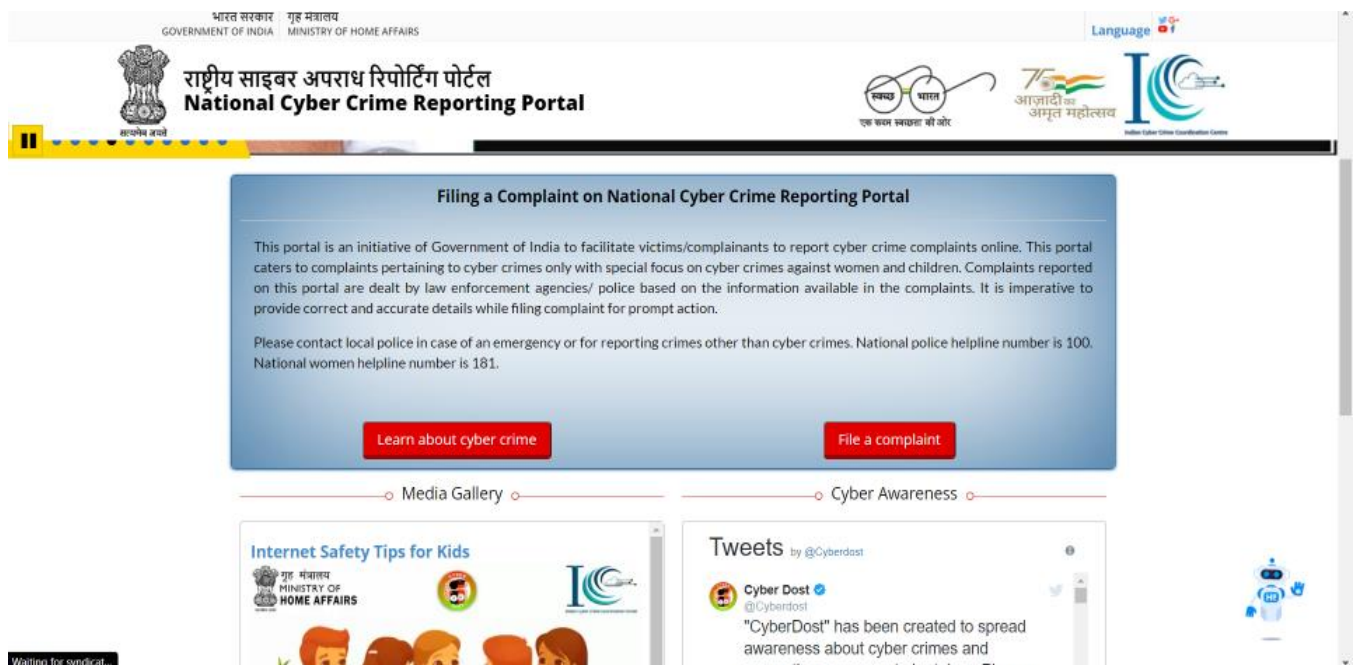 भारत सरकार गृह मंत्रालय
GOVERNMENT OF INDIA MINISTRY OF HOME AFFAIRS
Language
राष्ट्रीय साइबर अपराध रिपोर्टिंग पोर्टल
National Cyber Crime Reporting Portal
सत्यमेव जयते
स्वच्छ भारत
एक कदम स्वच्छता की ओर
आज़ादी का
अमृत महोत्सव
Indian Cyber Crime Coordination Centre
Filing a Complaint on National Cyber Crime Reporting Portal
This portal is an initiative of Government of India to facilitate victims/complainants to report cyber crime complaints online. This portal
caters to complaints pertaining to cyber crimes only with special focus on cyber crimes against women and children. Complaints reported
on this portal are dealt by law enforcement agencies/ police based on the information available in the complaints. It is imperative to
provide correct and accurate details while filing complaint for prompt action.
Please contact local police in case of an emergency or for reporting crimes other than cyber crimes. National police helpline number is 100.
National women helpline number is 181.
Learn about cyber crime
File a complaint
Media Gallery
Cyber Awareness
Internet Safety Tips for Kids
गृह मंत्रालय
MINISTRY OF
HOME AFFAIRS
Tweets by @Cyberdost
Cyber Dost
@Cyberdost
"CyberDost" has been created to spread
awareness about cyber crimes and
Waiting for syndicat...